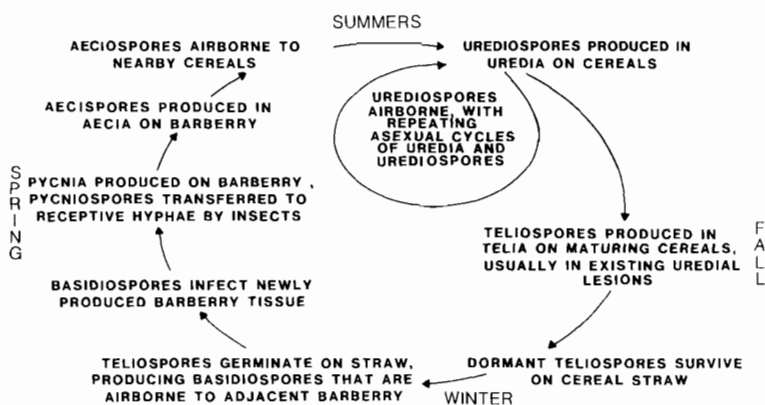 SUMMERS
AECIOSPORES AIRBORNE TO
NEARBY CEREALS
UREDIOSPORES PRODUCED IN
UREDIA ON CEREALS
UREDIOSPORES
AIRBORNE, WITH
REPEATING
ASEXUAL CYCLES
OF UREDIA AND
UREDIOSPORES
AECISPORES PRODUCED IN
AECIA ON BARBERRY
SPRING
PYCNIA PRODUCED ON BARBERRY,
PYCNIOSPORES TRANSFERRED TO
RECEPTIVE HYPHAE BY INSECTS
TELIOSPORES PRODUCED IN
TELIA ON MATURING CEREALS,
USUALLY IN EXISTING UREDIAL
LESIONS
FALL
BASIDIOSPORES INFECT NEWLY
PRODUCED BARBERRY TISSUE
TELIOSPORES GERMINATE ON STRAW,
PRODUCING BASIDIOSPORES THAT ARE
AIRBORNE TO ADJACENT BARBERRY
DORMANT TELIOSPORES SURVIVE
ON CEREAL STRAW
WINTER